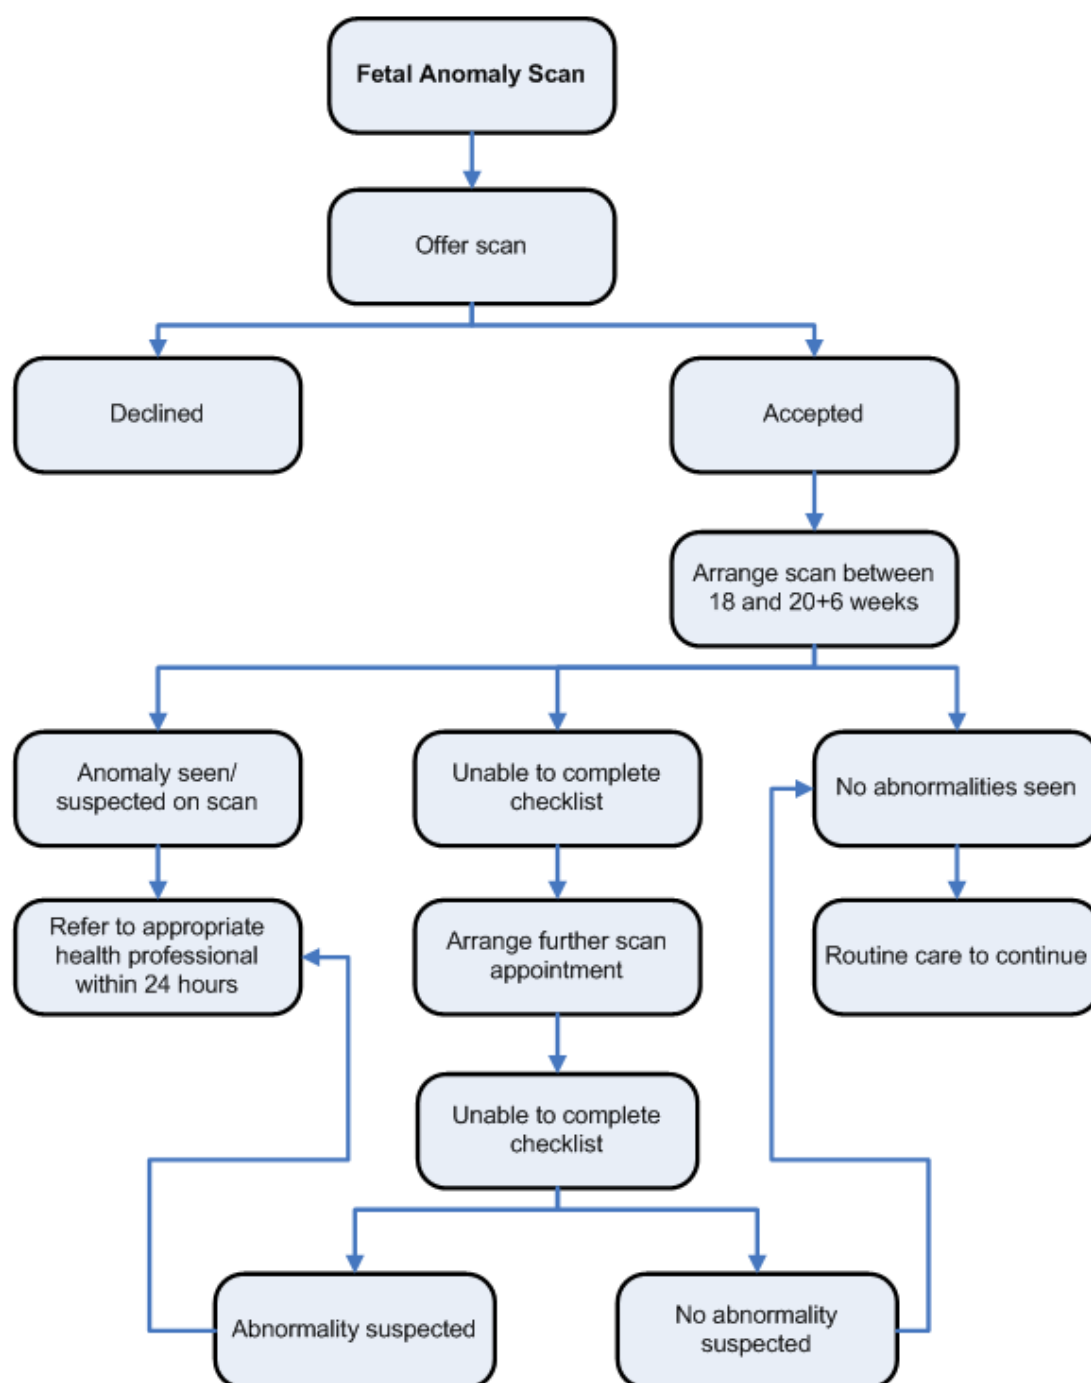 Fetal Anomaly Scan
Offer scan
Declined
Accepted
Arrange scan between
18 and 20+6 weeks
Anomaly seen/
suspected on scan
Unable to complete
checklist
No abnormalities seen
Refer to appropriate
health professional
within 24 hours
Arrange further scan
appointment
Routine care to continue
Unable to complete
checklist
Abnormality suspected
No abnormality
suspected